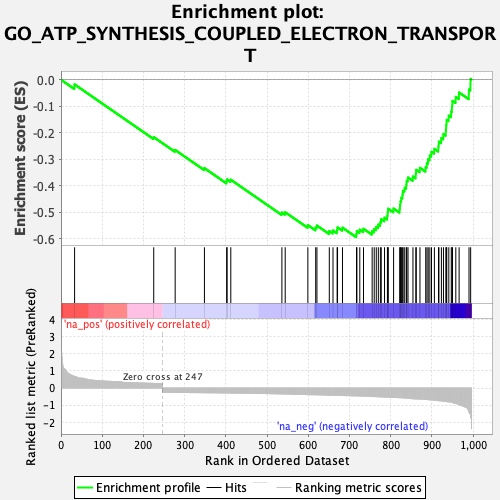 Enrichment plot:
GO_ATP_SYNTHESIS_COUPLED_ELECTRON_TRANSPOR
T
Enrichment score (ES)
0.0
-0.1
-0.2
-0.3
-0.4
-0.5
-0.6
'na_pos' (positively correlated)
Ranked list metric (PreRanked)
4
3
2
1
0
-1
-2
Zero cross at 247
'na_neg' (negatively correlated)
0
100
200
300
400
500
600
700
800
900
1,000
Rank in Ordered Dataset
Enrichment profile
Hits
Ranking metric scores